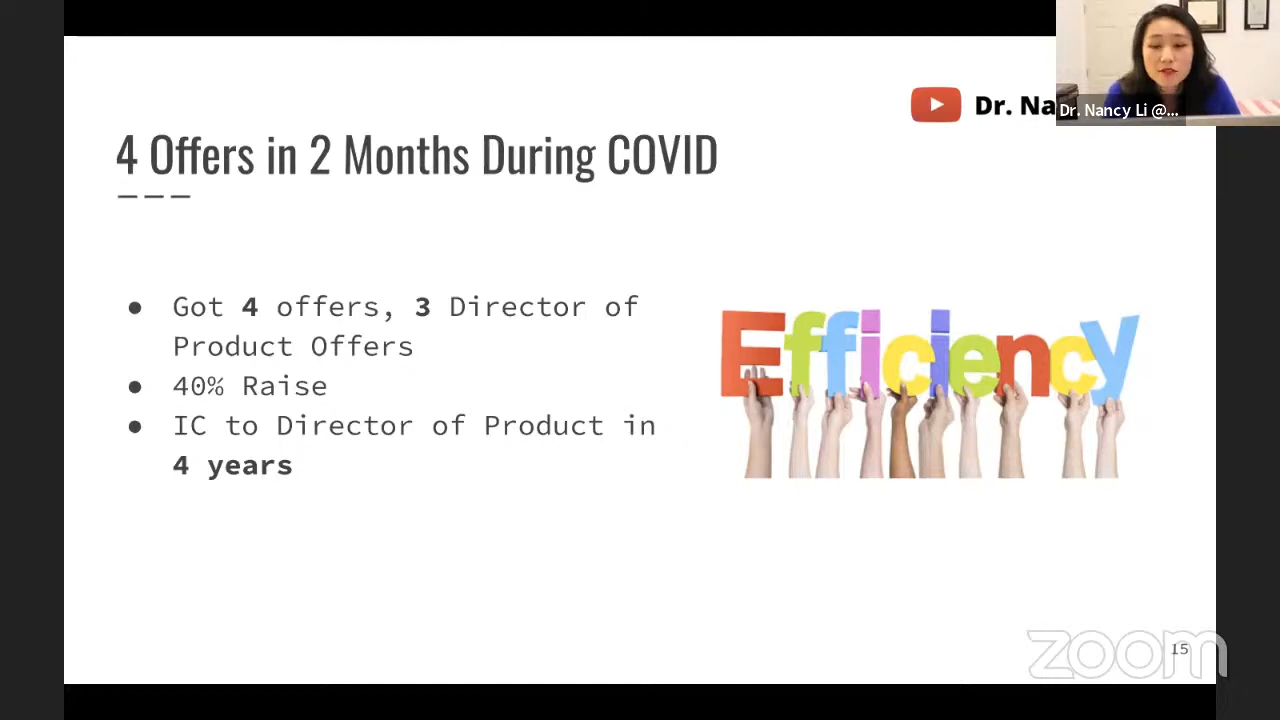 Dr. Na
Dr. Nancy Li @...
4 Offers in 2 Months During COVID
● Got 4 offers, 3 Director of
Product Offers
● 40% Raise
● IC to Director of Product in
4 years
Efficiency
zoom
15